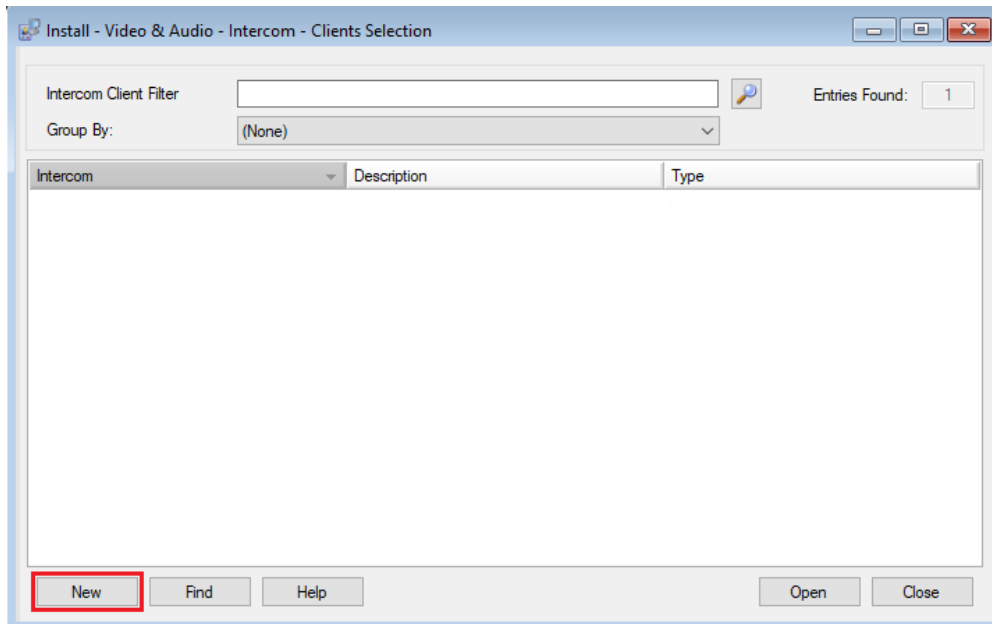 Install - Video & Audio - Intercom - Clients Selection
Intercom Client Filter Entries Found: 1
Group By: (None)
Intercom Description Type
New Find Help Open Close